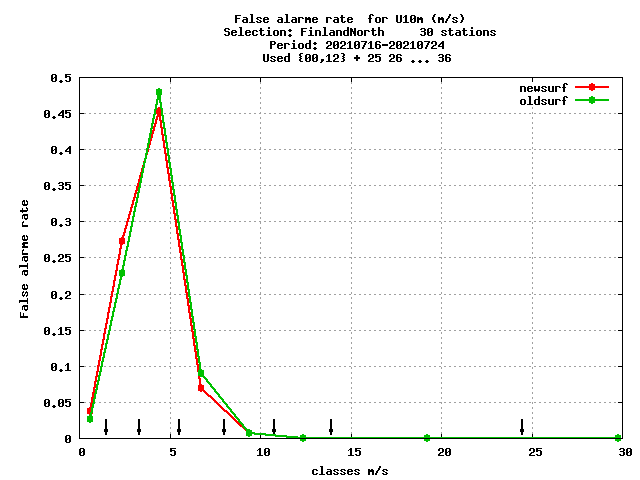 False alarme rate  for U10m (m/s)
Selection: FinlandNorth     30 stations
Period: 20210716-20210724
Used {00,12} + 25 26 ... 36
newsurf
oldsurf
0.5
0.45
0.4
0.35
0.3
0.25
0.2
0.15
0.1
0.05
0
False alarme rate
0 5 10 15 20 25 30
classes m/s